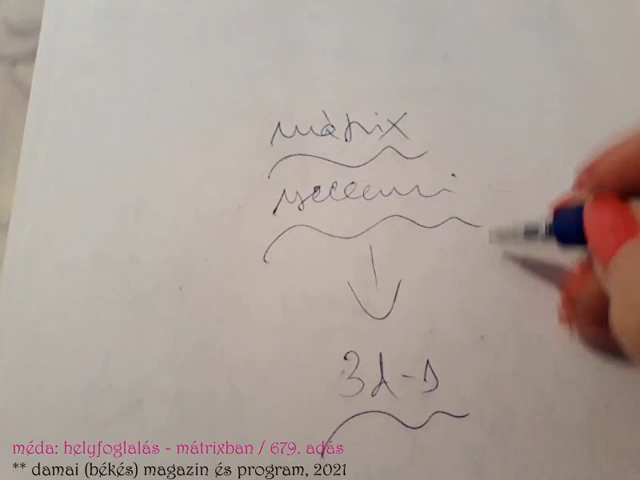 mátrix
3d-s
méda: helyfoglalás - mátrixban / 679. adás
** damai (békés) magazin és program, 2021